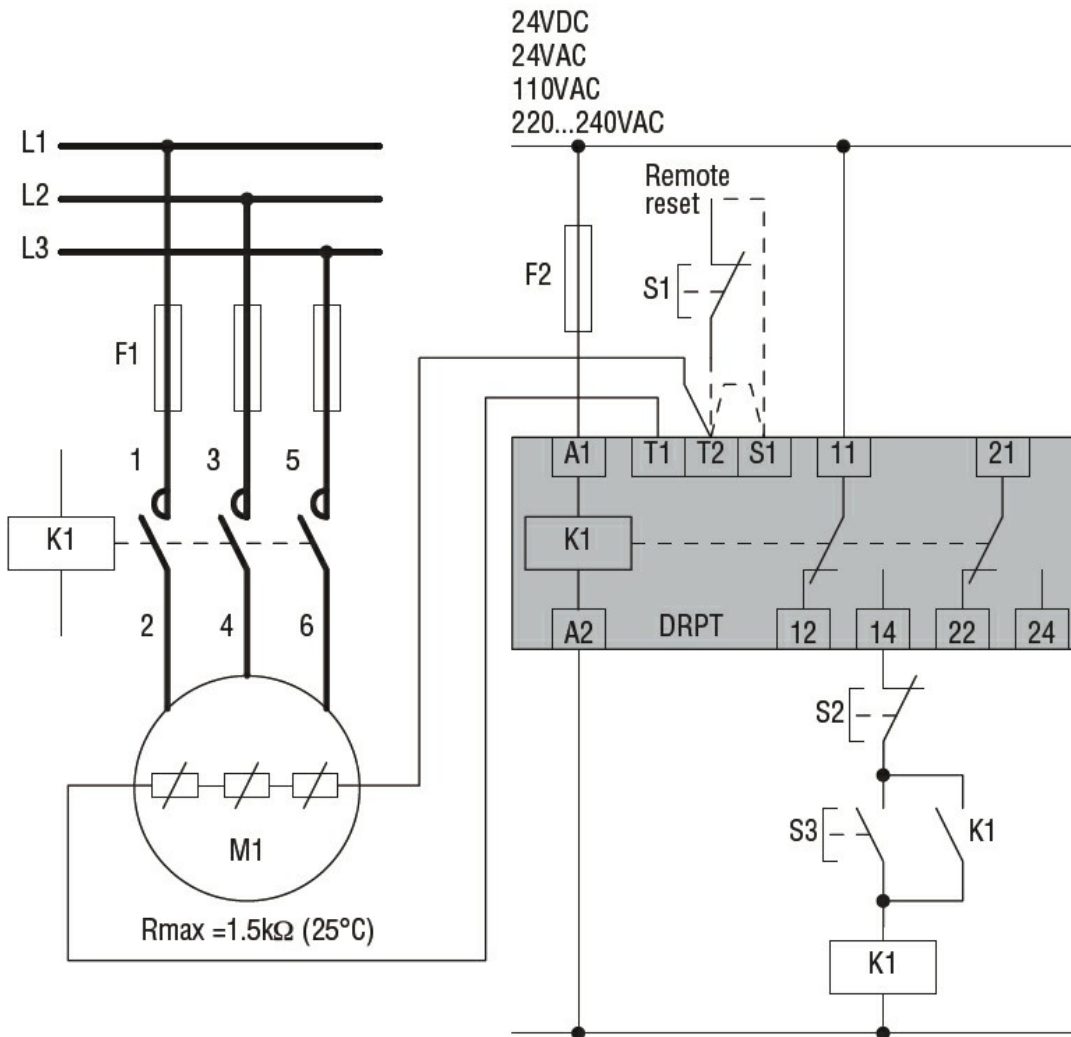 24VDC
24VAC
110VAC
220...240VAC
L1
L2
L3
Remote
reset
F2
S1
F1
1 3 5
A1 T1 T2 S1 11 21
K1
K1
2 4 6
A2 DRPT 12 14 22 24
S2
S3 K1
M1
Rmax =1.5kΩ (25°C)
K1